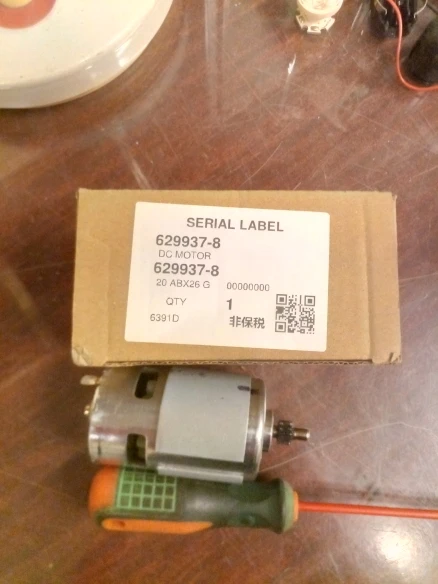 SERIAL LABEL
629937-8
DC MOTOR
629937-8
20 ABX26 G 00000000
QTY 1
6391D 非保税